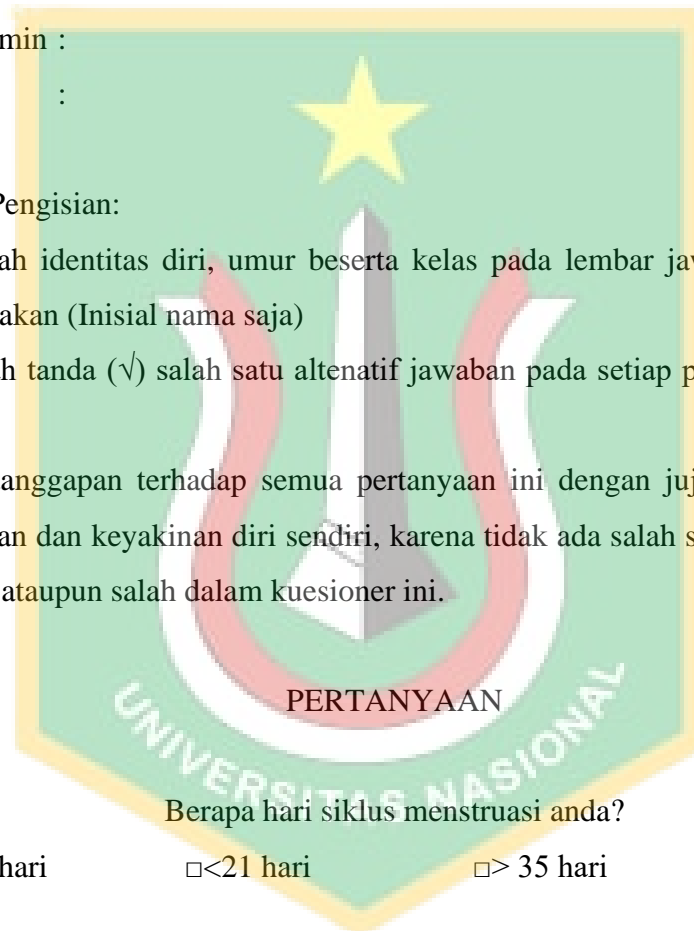 min :
:
Pengisian:
ah identitas diri, umur beserta kelas pada lembar jaw
akan (Inisial nama saja)
ah tanda (√) salah satu altenatif jawaban pada setiap p
anggapan terhadap semua pertanyaan ini dengan juj
an dan keyakinan diri sendiri, karena tidak ada salah s
ataupun salah dalam kuesioner ini.
PERTANYAAN
UNIVERSITAS NASIONAL
Berapa hari siklus menstruasi anda?
hari □<21 hari □> 35 hari